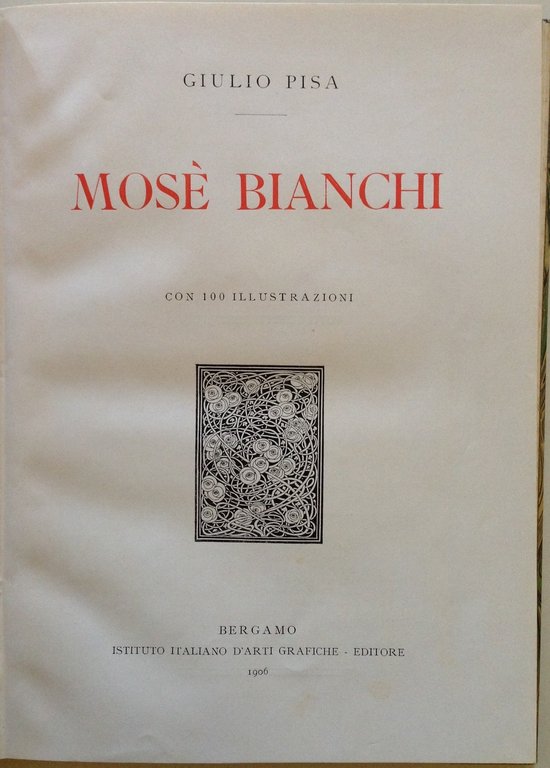 GIULIO PISA
MOSÈ BIANCHI
CON 100 ILLUSTRAZIONI
BERGAMO
ISTITUTO ITALIANO D'ARTI GRAFICHE - EDITORE
1906